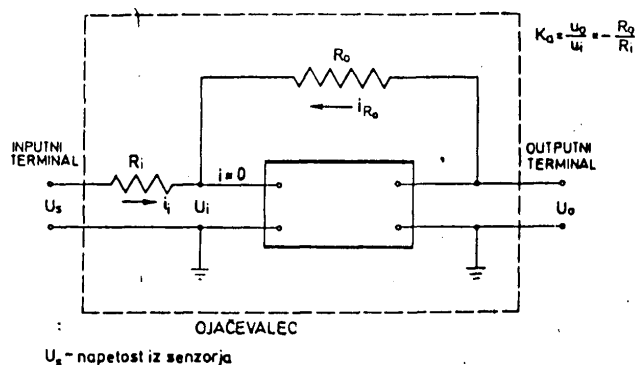 Kₐ = uₒ/uᵢ = - Rₒ/Rᵢ
Rₒ
i_Rₒ
INPUTNI
TERMINAL
OUTPUTNI
TERMINAL
Rᵢ
i = 0
Uₛ
iᵢ
Uᵢ
Uₒ
OJAČEVALEC
Uₛ - napetost iz senzorja